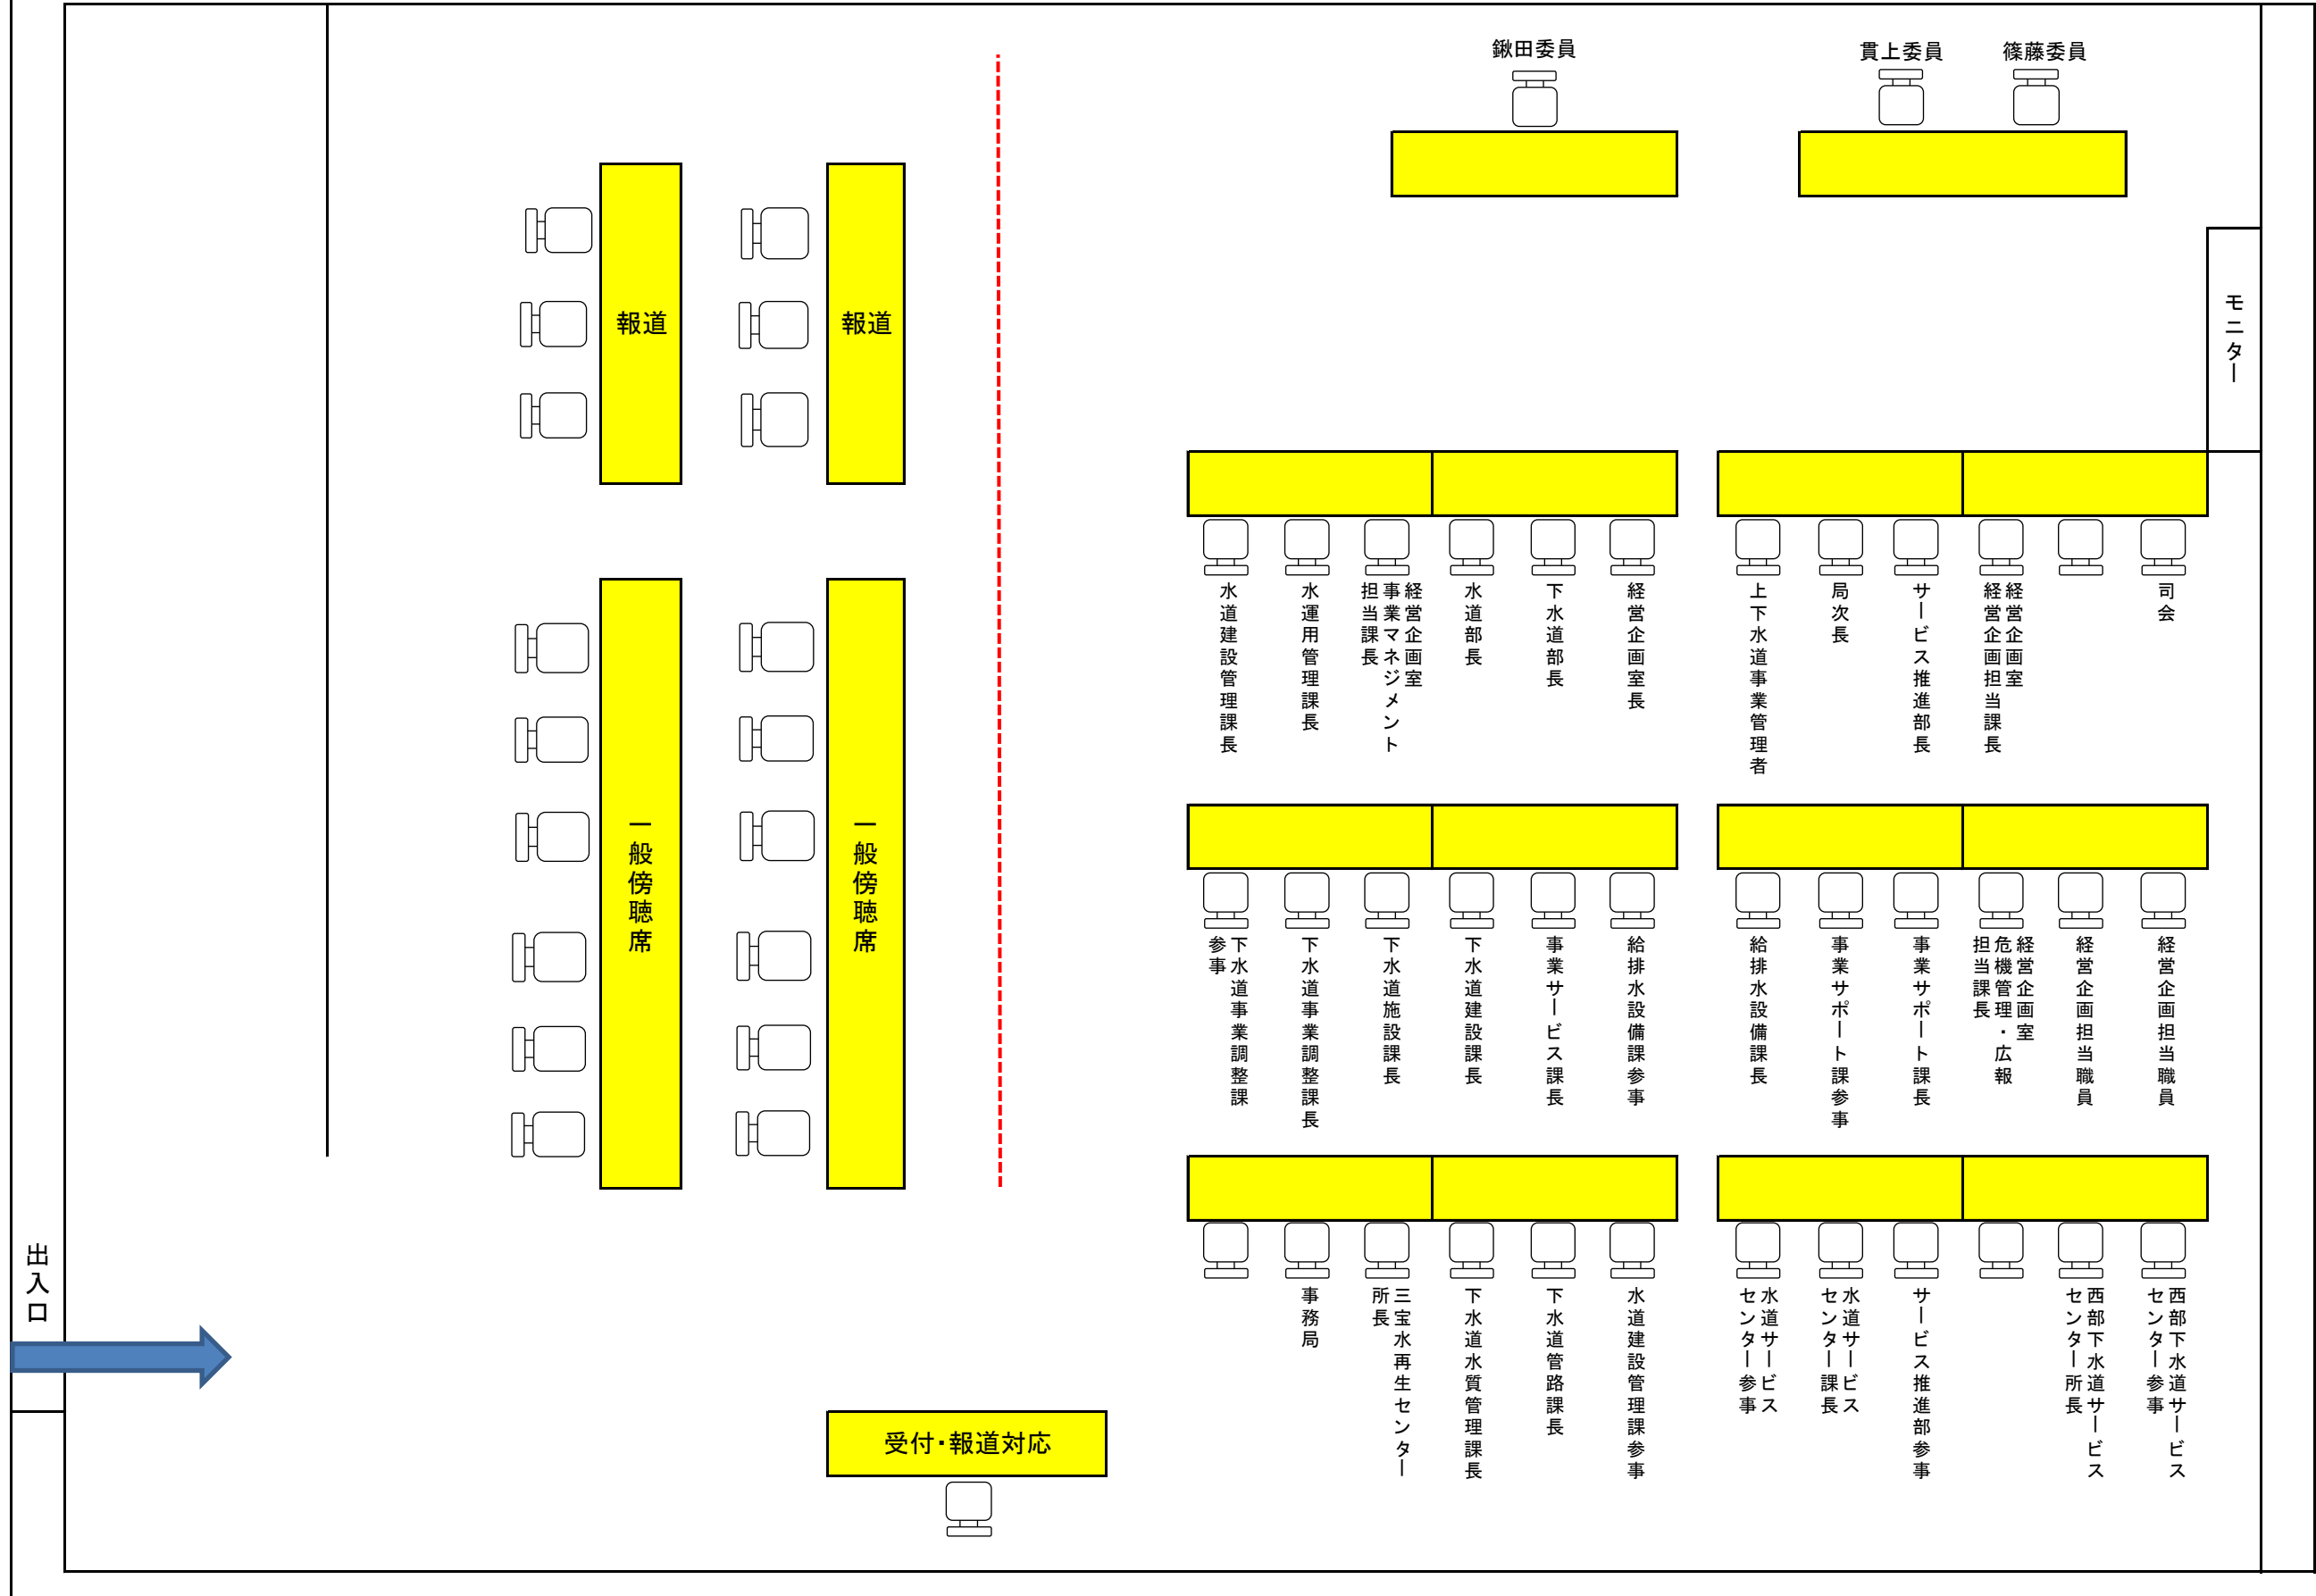 鍬田委員
貫上委員
篠藤委員
報道
報道
モニター
水道建設管理課長
水運用管理課長
経営企画室
事業マネジメント
担当課長
水道部長
下水道部長
経営企画室長
上下水道事業管理者
局次長
サービス推進部長
経営企画室
経営企画担当課長
司会
一般傍聴席
一般傍聴席
下水道事業調整課
参事
下水道事業調整課長
下水道施設課長
下水道建設課長
事業サービス課長
給排水設備課参事
給排水設備課長
事業サポート課参事
事業サポート課長
経営企画室
危機管理・広報
担当課長
経営企画担当職員
経営企画担当職員
出入口
事務局
三宝水再生センター
所長
下水道水質管理課長
下水道管路課長
水道建設管理課参事
水道サービス
センター参事
水道サービス
センター課長
サービス推進部参事
西部下水道サービス
センター所長
西部下水道サービス
センター参事
受付・報道対応